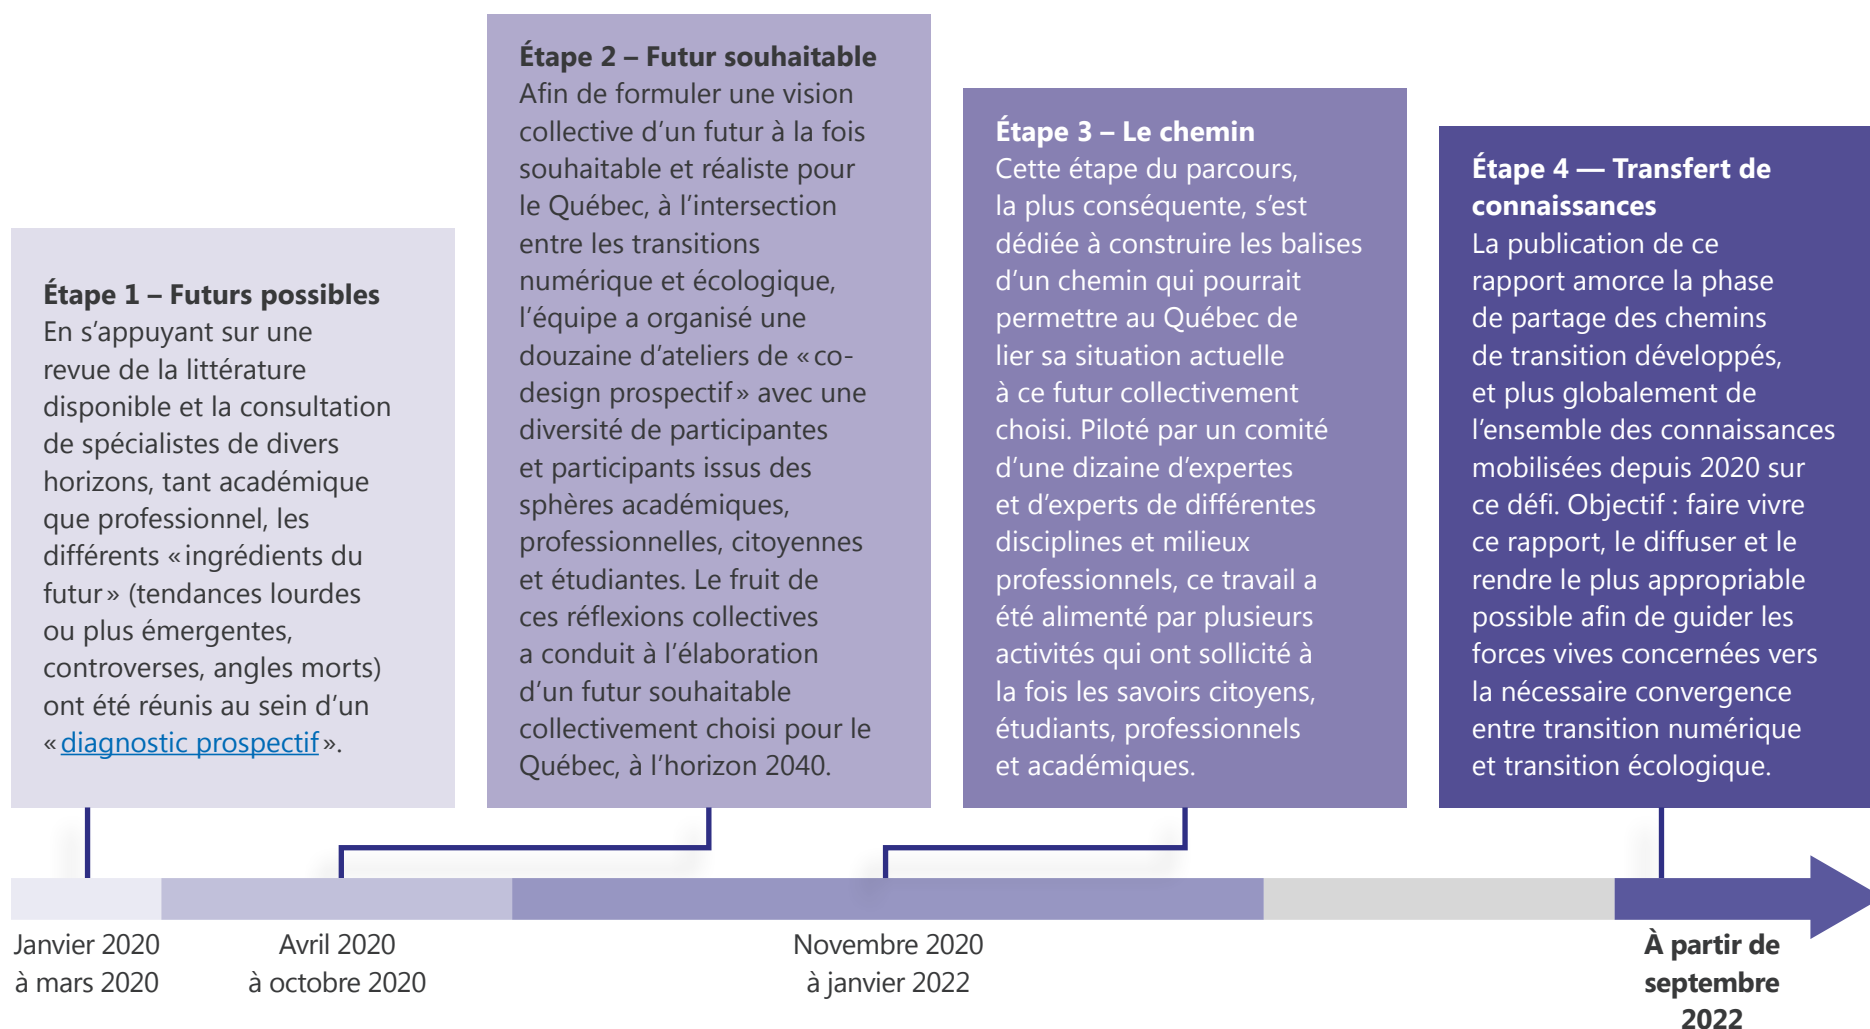 Étape 1 – Futurs possibles
En s’appuyant sur une
revue de la littérature
disponible et la consultation
de spécialistes de divers
horizons, tant académique
que professionnel, les
différents « ingrédients du
futur » (tendances lourdes
ou plus émergentes,
controverses, angles morts)
ont été réunis au sein d’un
« diagnostic prospectif ».
Étape 2 – Futur souhaitable
Afin de formuler une vision
collective d’un futur à la fois
souhaitable et réaliste pour
le Québec, à l’intersection
entre les transitions
numérique et écologique,
l’équipe a organisé une
douzaine d’ateliers de « co-
design prospectif » avec une
diversité de participantes
et participants issus des
sphères académiques,
professionnelles, citoyennes
et étudiantes. Le fruit de
ces réflexions collectives
a conduit à l’élaboration
d’un futur souhaitable
collectivement choisi pour le
Québec, à l’horizon 2040.
Étape 3 – Le chemin
Cette étape du parcours,
la plus conséquente, s’est
dédiée à construire les balises
d’un chemin qui pourrait
permettre au Québec de
lier sa situation actuelle
à ce futur collectivement
choisi. Piloté par un comité
d’une dizaine d’expertes
et d’experts de différentes
disciplines et milieux
professionnels, ce travail a
été alimenté par plusieurs
activités qui ont sollicité à
la fois les savoirs citoyens,
étudiants, professionnels
et académiques.
Étape 4 — Transfert de
connaissances
La publication de ce
rapport amorce la phase
de partage des chemins
de transition développés,
et plus globalement de
l’ensemble des connaissances
mobilisées depuis 2020 sur
ce défi. Objectif : faire vivre
ce rapport, le diffuser et le
rendre le plus appropriable
possible afin de guider les
forces vives concernées vers
la nécessaire convergence
entre transition numérique
et transition écologique.
Janvier 2020
à mars 2020
Avril 2020
à octobre 2020
Novembre 2020
à janvier 2022
À partir de
septembre
2022